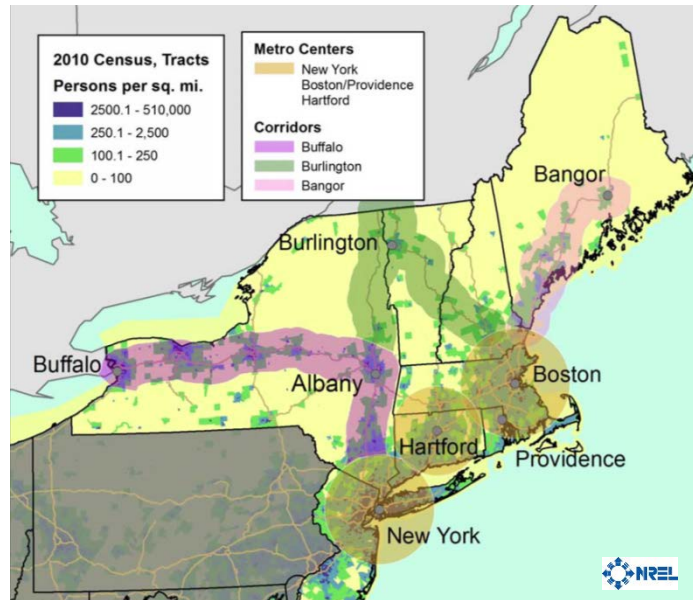 2010 Census, Tracts
Persons per sq. mi.
2500.1 - 510,000
250.1 - 2,500
100.1 - 250
0 - 100
Metro Centers
New York
Boston/Providence
Hartford
Corridors
Buffalo
Burlington
Bangor
Bangor
Burlington
Buffalo
Albany
Boston
Hartford
Providence
New York
NREL